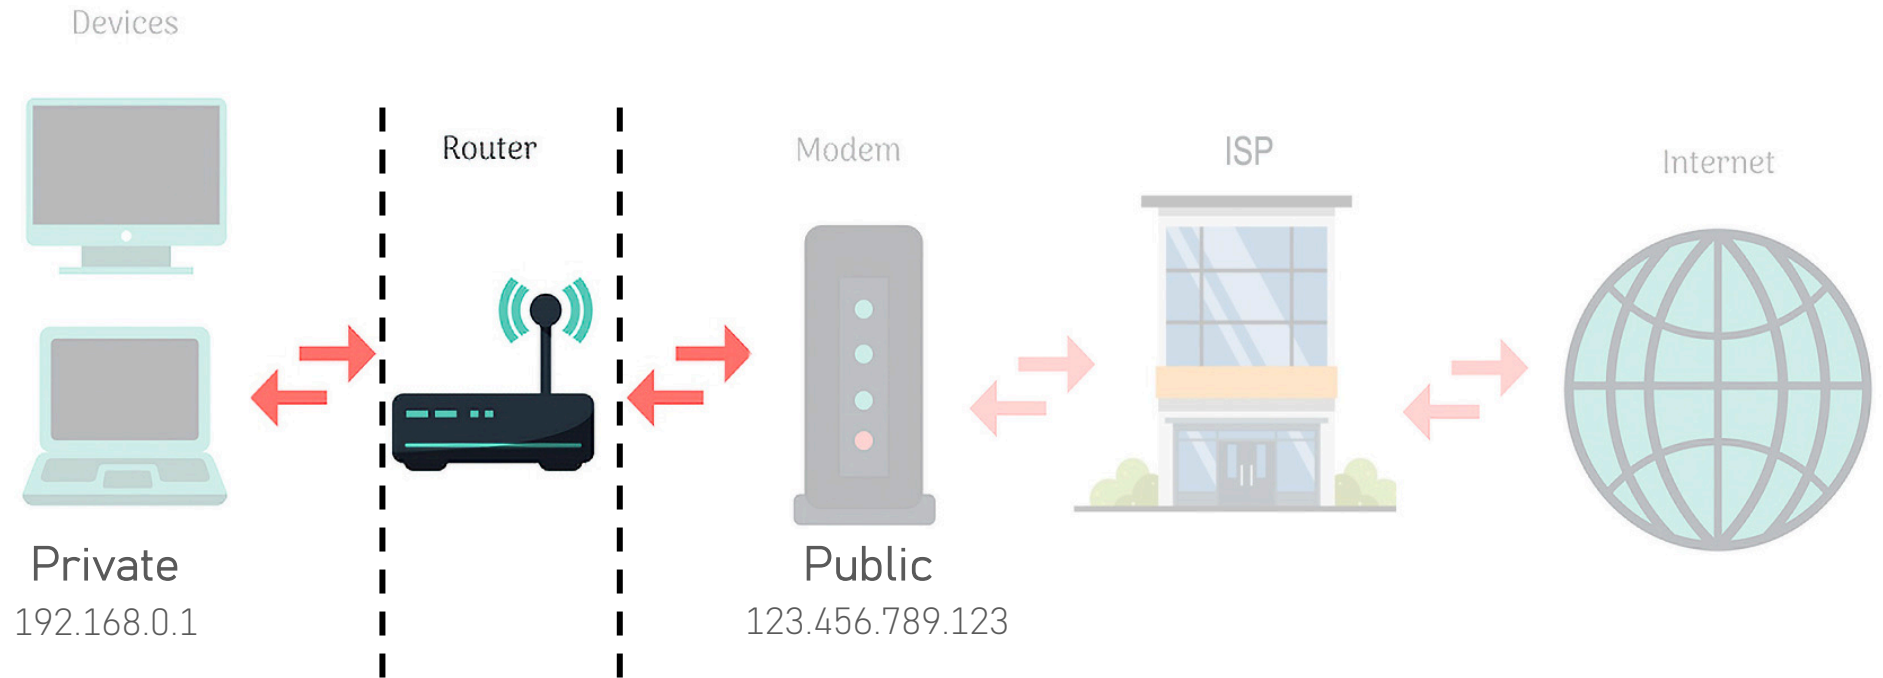 Devices
Router
Modem
ISP
Internet
Private
192.168.0.1
Public
123.456.789.123